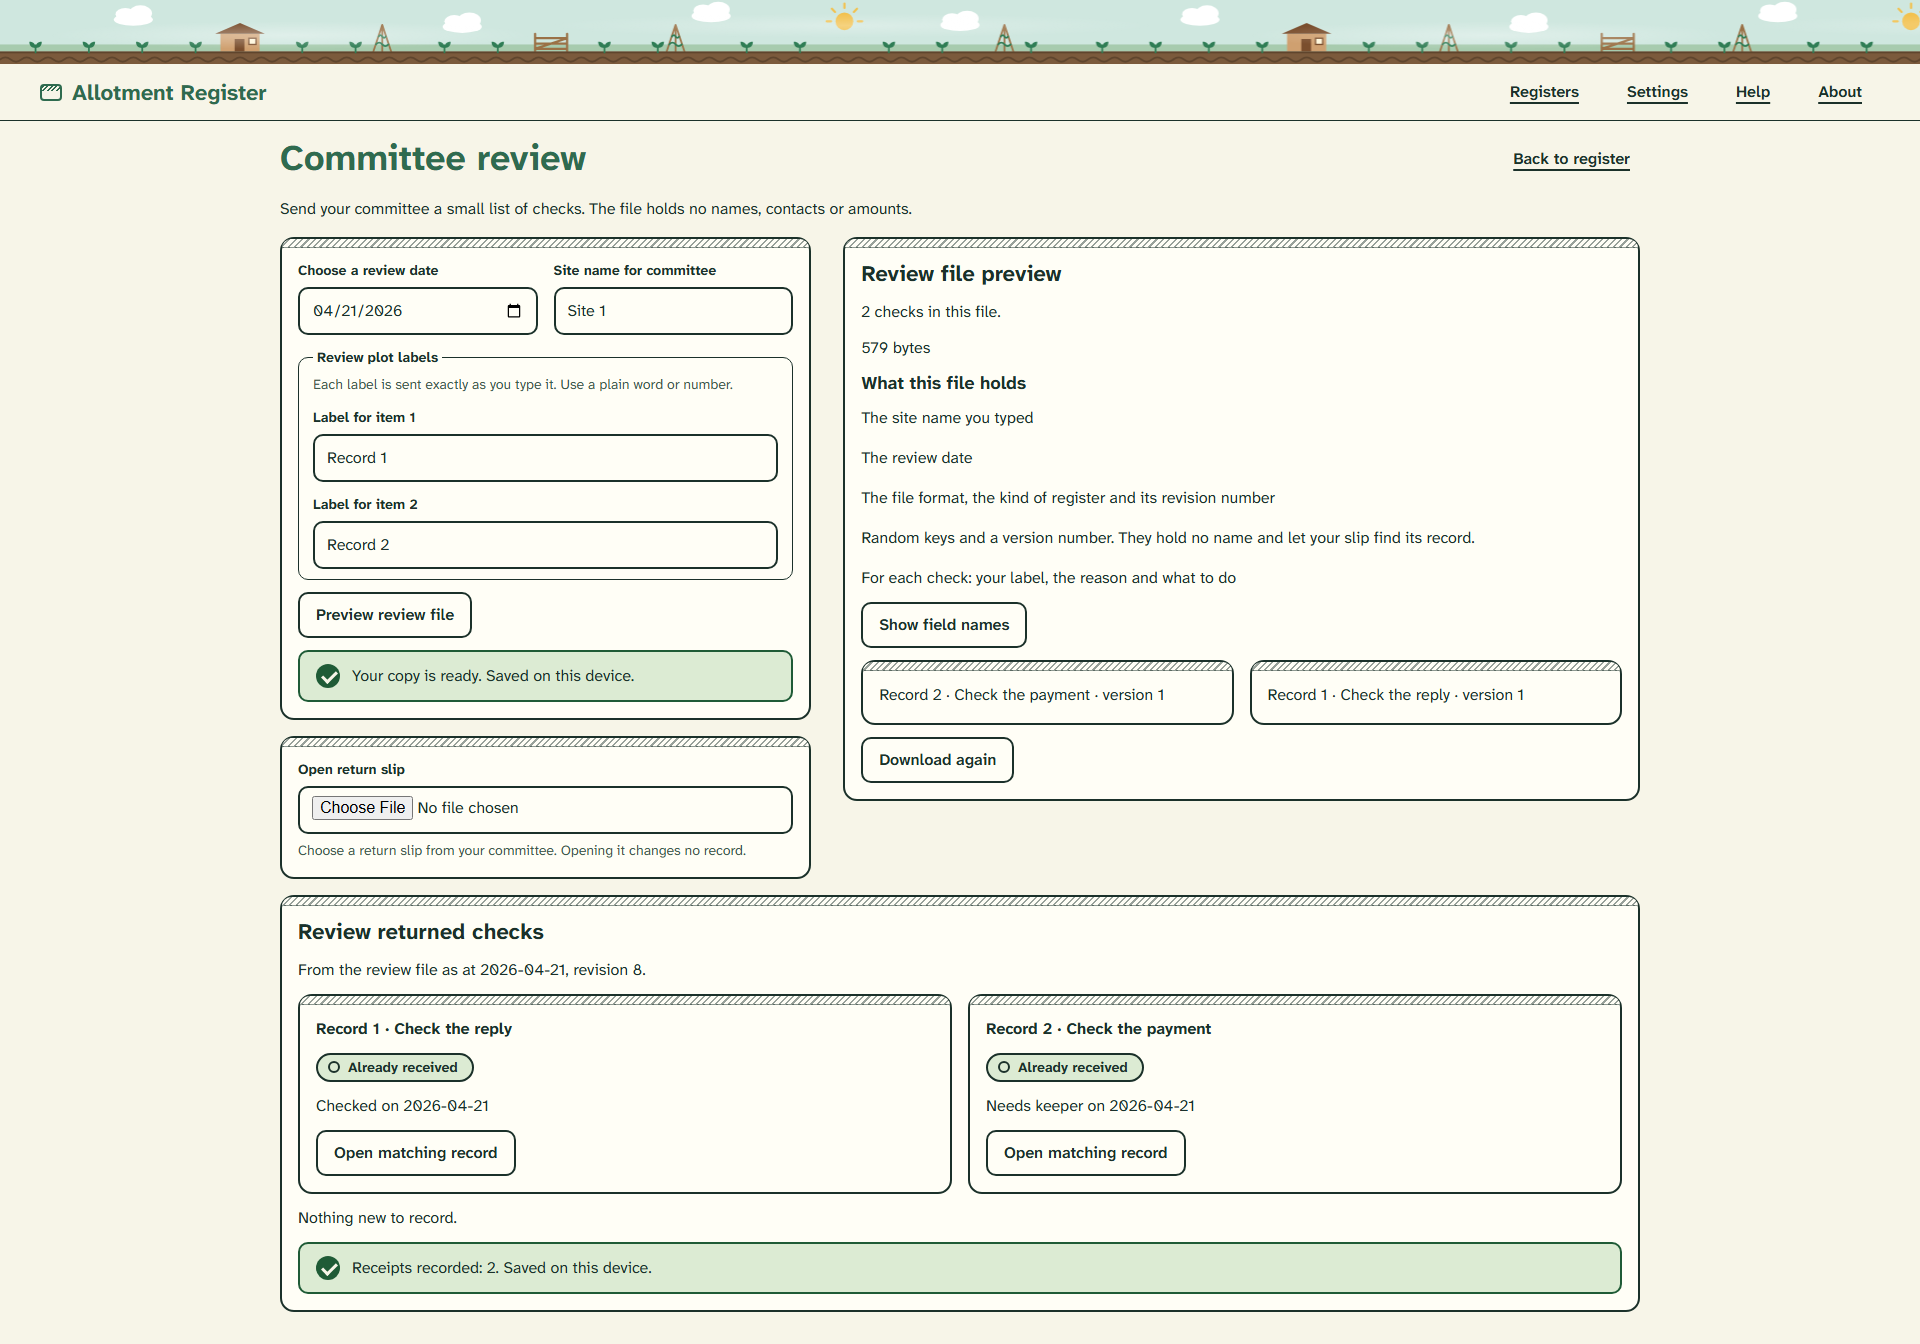 Allotment Register
Registers
Settings
Help
About
Committee review
Back to register
Send your committee a small list of checks. The file holds no names, contacts or amounts.
Choose a review date
Site name for committee
04/21/2026
Site 1
Review plot labels
Each label is sent exactly as you type it. Use a plain word or number.
Label for item 1
Record 1
Label for item 2
Record 2
Preview review file
Your copy is ready. Saved on this device.
Open return slip
Choose File No file chosen
Choose a return slip from your committee. Opening it changes no record.
Review file preview
2 checks in this file.
579 bytes
What this file holds
The site name you typed
The review date
The file format, the kind of register and its revision number
Random keys and a version number. They hold no name and let your slip find its record.
For each check: your label, the reason and what to do
Show field names
Record 2 · Check the payment · version 1
Record 1 · Check the reply · version 1
Download again
Review returned checks
From the review file as at 2026-04-21, revision 8.
Record 1 · Check the reply
Already received
Checked on 2026-04-21
Open matching record
Record 2 · Check the payment
Already received
Needs keeper on 2026-04-21
Open matching record
Nothing new to record.
Receipts recorded: 2. Saved on this device.